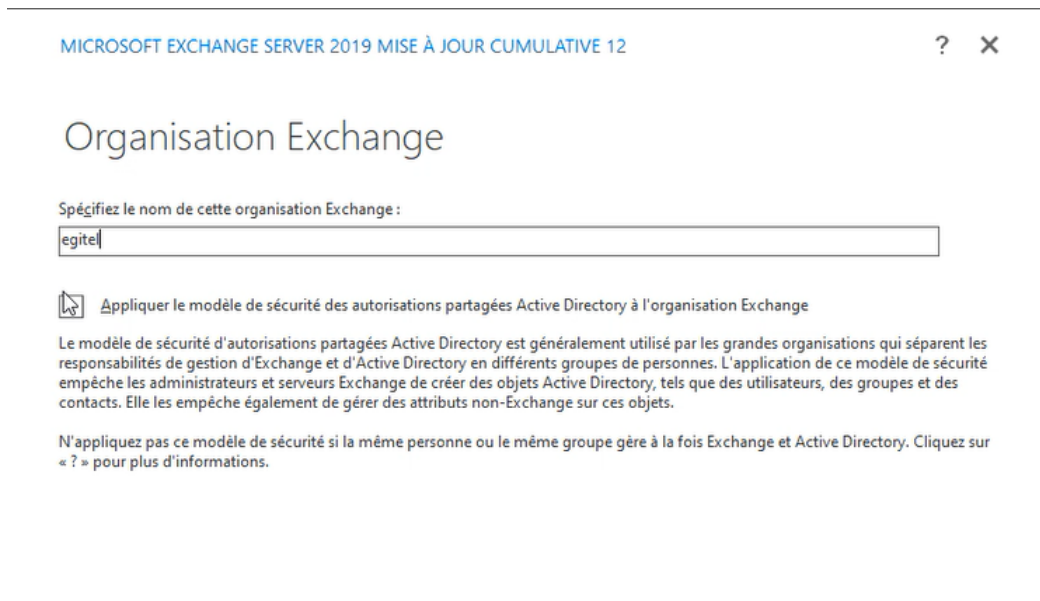 MICROSOFT EXCHANGE SERVER 2019 MISE À JOUR CUMULATIVE 12
?
Organisation Exchange
Spécifiez le nom de cette organisation Exchange :
egitel
Appliquer le modèle de sécurité des autorisations partagées Active Directory à l'organisation Exchange
Le modèle de sécurité d'autorisations partagées Active Directory est généralement utilisé par les grandes organisations qui séparent les
responsabilités de gestion d'Exchange et d'Active Directory en différents groupes de personnes. L'application de ce modèle de sécurité
empêche les administrateurs et serveurs Exchange de créer des objets Active Directory, tels que des utilisateurs, des groupes et des
contacts. Elle les empêche également de gérer des attributs non-Exchange sur ces objets.
N'appliquez pas ce modèle de sécurité si la même personne ou le même groupe gère à la fois Exchange et Active Directory. Cliquez sur
« ? » pour plus d'informations.